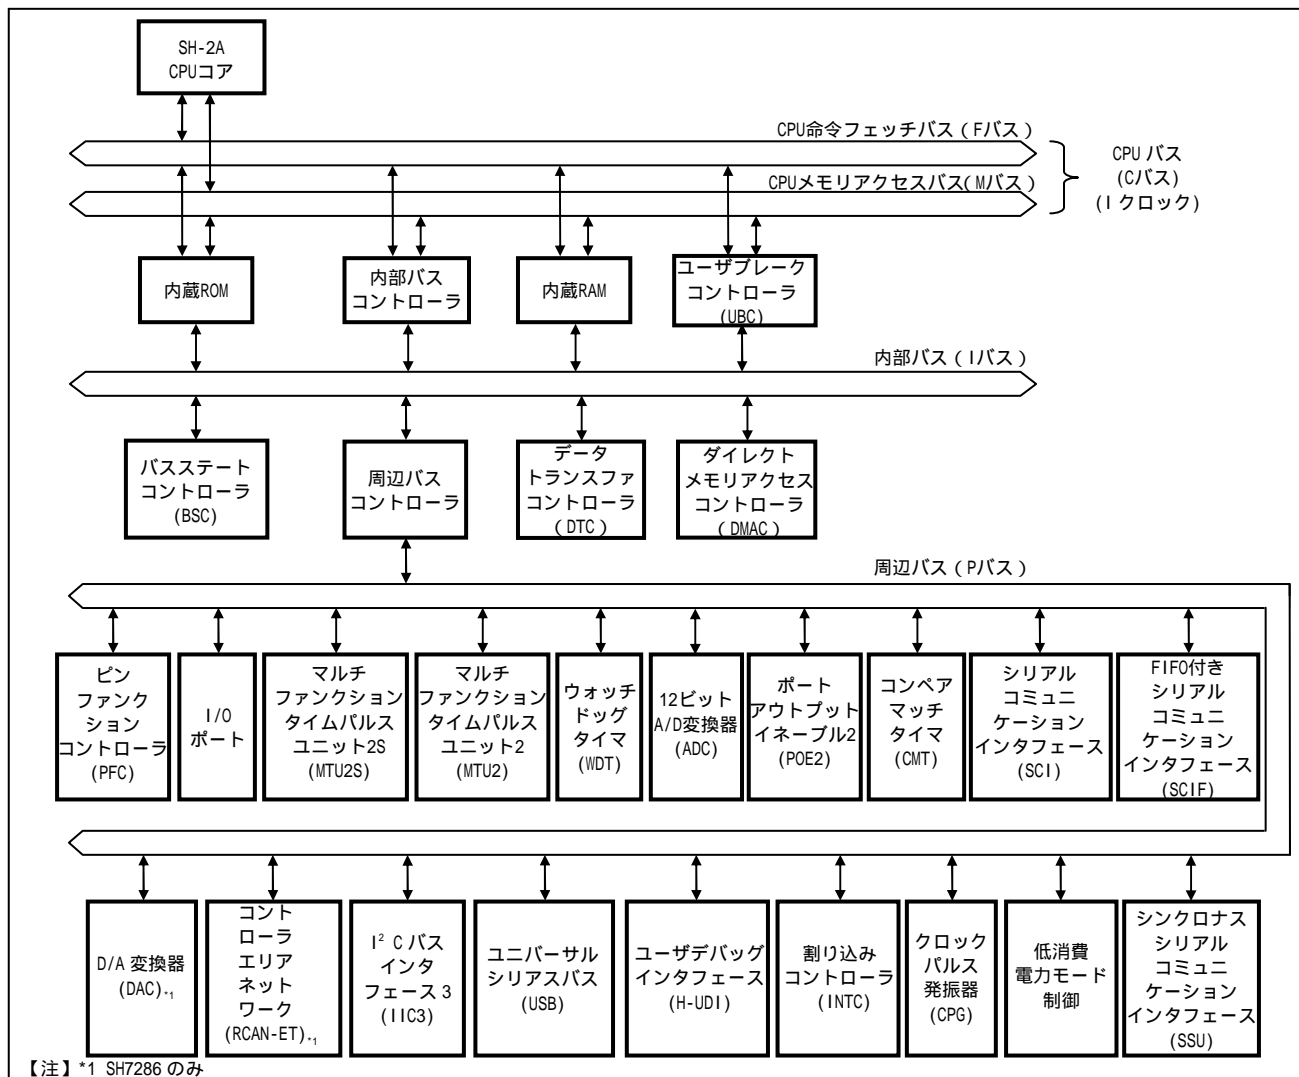 SH-2A
CPUコア
CPU命令フェッチバス(Fバス)
CPUメモリアクセスバス(Mバス)
CPU バス
(Cバス)
(I クロック)
内蔵ROM
内部バス
コントローラ
内蔵RAM
ユーザブレーク
コントローラ
(UBC)
内部バス(Iバス)
バスステート
コントローラ
(BSC)
周辺バス
コントローラ
データ
トランスファ
コントローラ
(DTC)
ダイレクト
メモリアクセス
コントローラ
(DMAC)
周辺バス(Pバス)
ピン
ファンク
ション
コントローラ
(PFC)
I/O
ポート
マルチ
ファンクション
タイムパルス
ユニット2S
(MTU2S)
マルチ
ファンクション
タイムパルス
ユニット2
(MTU2)
ウォッチ
ドッグ
タイマ
(WDT)
12ビット
A/D変換器
(ADC)
ポート
アウトプット
イネーブル2
(POE2)
コンペア
マッチ
タイマ
(CMT)
シリアル
コミュニ
ケーション
インタフェース
(SCI)
FIFO付き
シリアル
コミュニ
ケーション
インタフェース
(SCIF)
D/A 変換器
(DAC)*1
コント
ローラ
エリア
ネット
ワーク
(RCAN-ET)*1
I² C バス
インタ
フェース 3
(IIC3)
ユニバーサル
シリアスバス
(USB)
ユーザデバッグ
インタフェース
(H-UDI)
割り込み
コントローラ
(INTC)
クロック
パルス
発振器
(CPG)
低消費
電力モード
制御
シンクロナス
シリアル
コミュニ
ケーション
インタフェース
(SSU)
【注】*1 SH7286 のみ